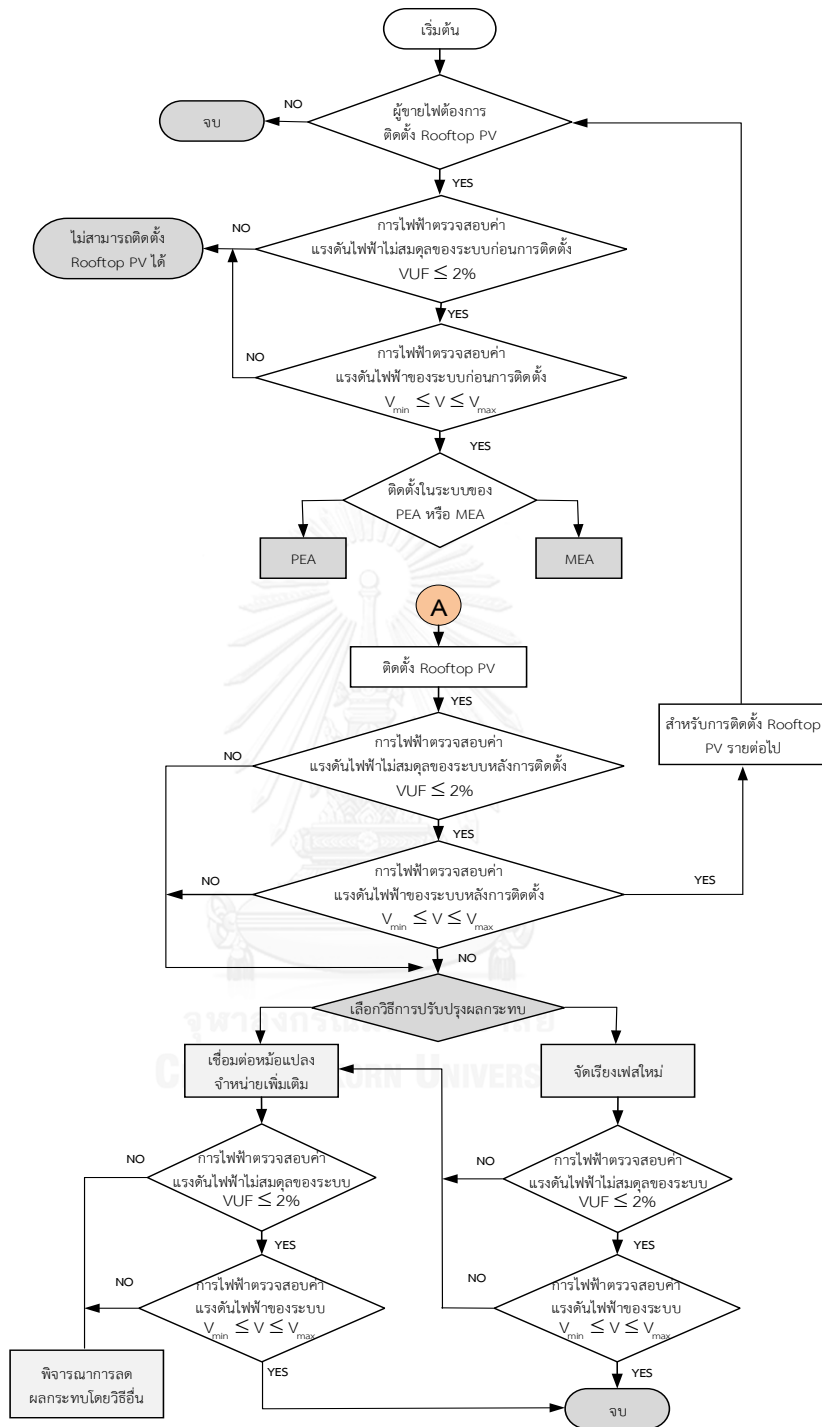 เริ่มต้น
ผู้ขายไฟต้องการ
ติดตั้ง Rooftop PV
NO
จบ
YES
การไฟฟ้าตรวจสอบค่า
แรงดันไฟฟ้าไม่สมดุลของระบบก่อนการติดตั้ง
VUF ≤ 2%
NO
ไม่สามารถติดตั้ง
Rooftop PV ได้
YES
การไฟฟ้าตรวจสอบค่า
แรงดันไฟฟ้าของระบบก่อนการติดตั้ง
Vmin ≤ V ≤ Vmax
NO
YES
ติดตั้งในระบบของ
PEA หรือ MEA
PEA
MEA
A
ติดตั้ง Rooftop PV
YES
การไฟฟ้าตรวจสอบค่า
แรงดันไฟฟ้าไม่สมดุลของระบบหลังการติดตั้ง
VUF ≤ 2%
NO
สำหรับการติดตั้ง Rooftop
PV รายต่อไป
YES
การไฟฟ้าตรวจสอบค่า
แรงดันไฟฟ้าของระบบหลังการติดตั้ง
Vmin ≤ V ≤ Vmax
NO
YES
NO
เลือกวิธีการปรับปรุงผลกระทบ
เชื่อมต่อหม้อแปลง
จำหน่ายเพิ่มเติม
จัดเรียงเฟสใหม่
NO
การไฟฟ้าตรวจสอบค่า
แรงดันไฟฟ้าไม่สมดุลของระบบ
VUF ≤ 2%
NO
การไฟฟ้าตรวจสอบค่า
แรงดันไฟฟ้าไม่สมดุลของระบบ
VUF ≤ 2%
YES
YES
NO
การไฟฟ้าตรวจสอบค่า
แรงดันไฟฟ้าของระบบ
Vmin ≤ V ≤ Vmax
NO
การไฟฟ้าตรวจสอบค่า
แรงดันไฟฟ้าของระบบ
Vmin ≤ V ≤ Vmax
พิจารณาการลด
ผลกระทบโดยวิธีอื่น
YES
YES
จบ